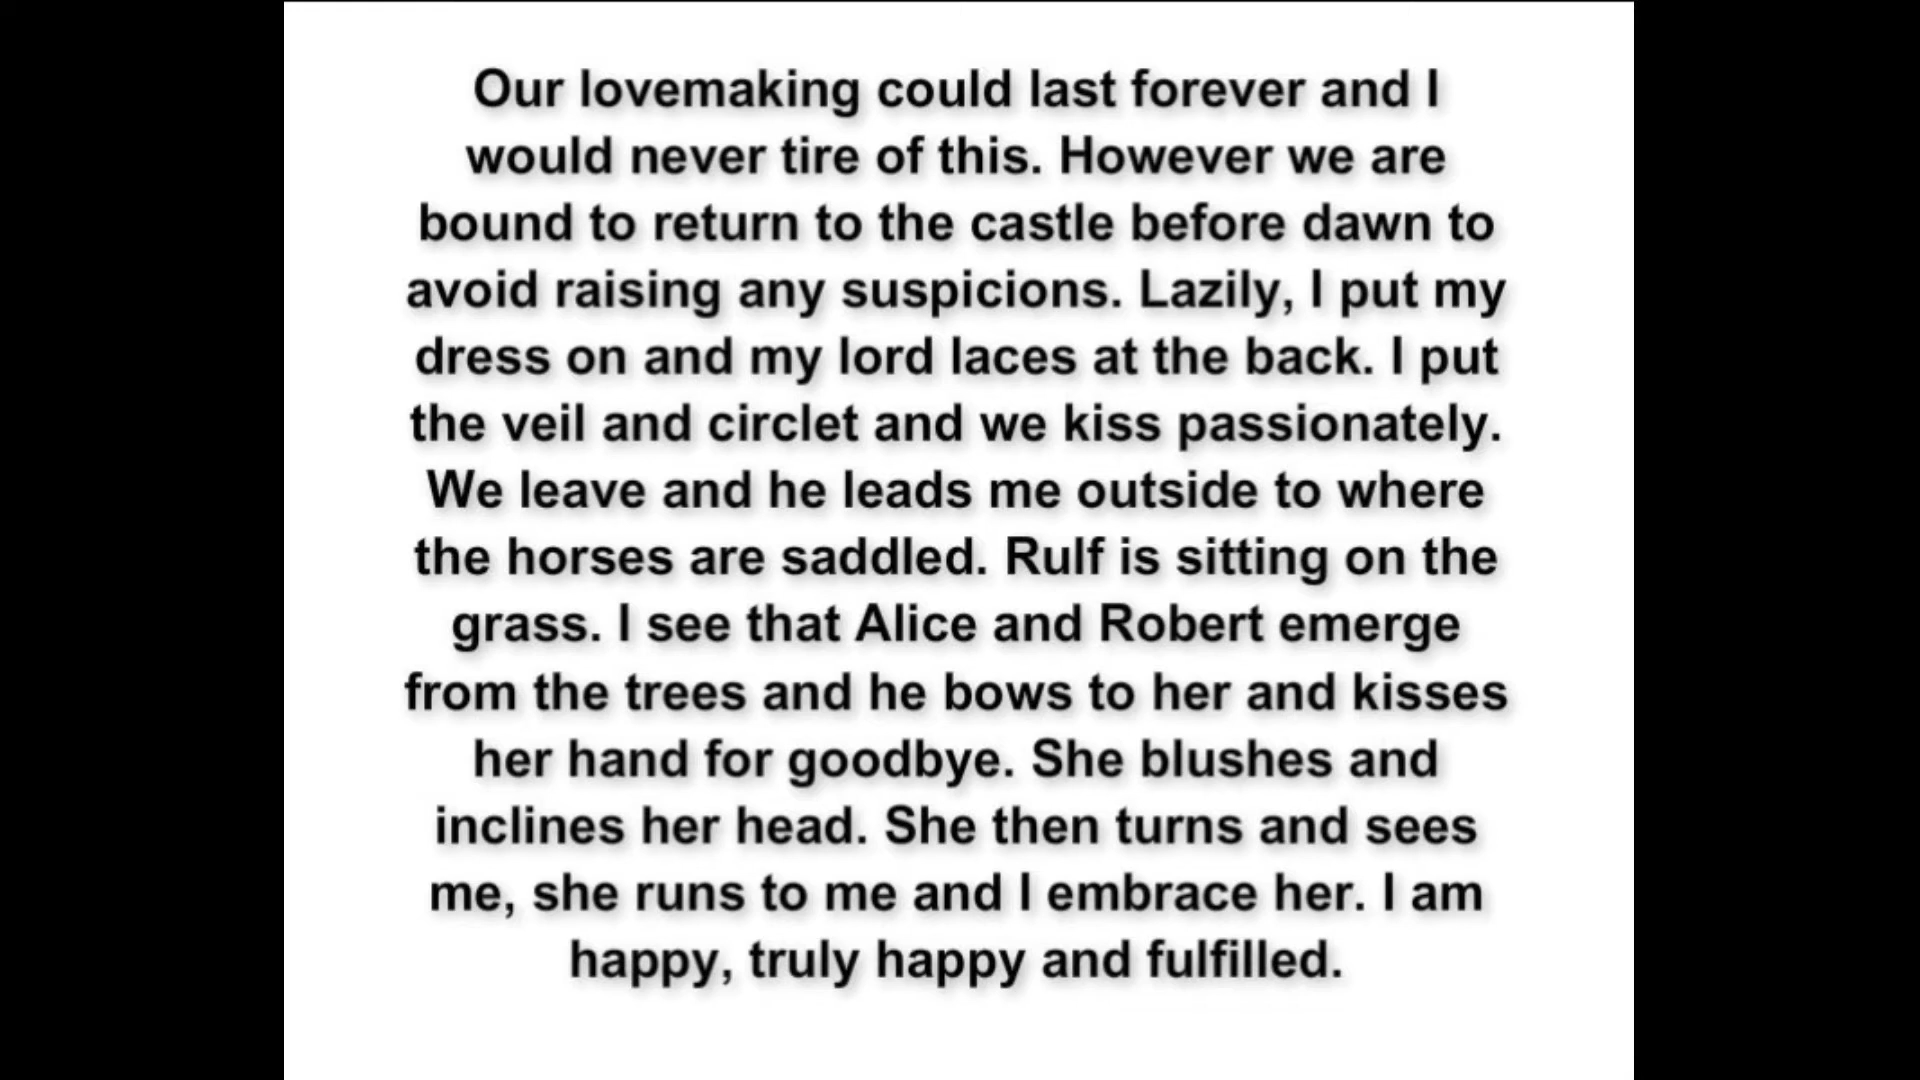 Our lovemaking could last forever and I
would never tire of this. However we are
bound to return to the castle before dawn to
avoid raising any suspicions. Lazily, I put my
dress on and my lord laces at the back. I put
the veil and circlet and we kiss passionately.
We leave and he leads me outside to where
the horses are saddled. Rulf is sitting on the
grass. I see that Alice and Robert emerge
from the trees and he bows to her and kisses
her hand for goodbye. She blushes and
inclines her head. She then turns and sees
me, she runs to me and I embrace her. I am
happy, truly happy and fulfilled.